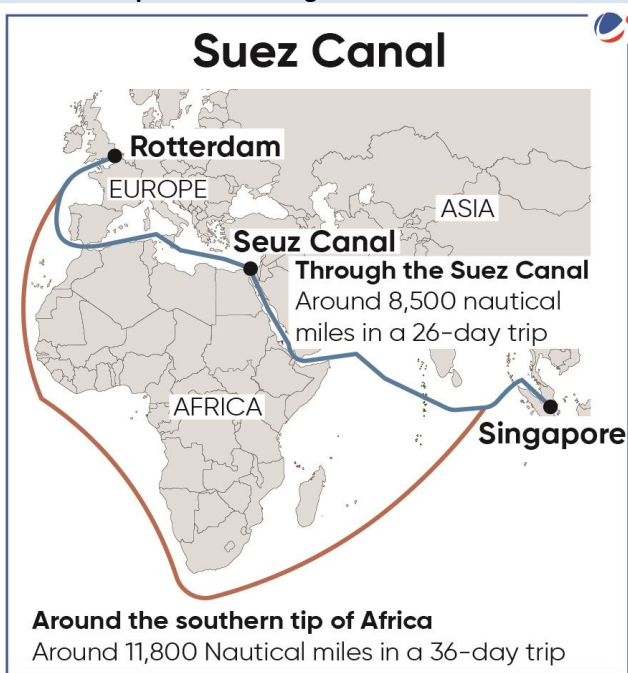 Suez Canal
Rotterdam
EUROPE
ASIA
Seuz Canal
Through the Suez Canal
Around 8,500 nautical
miles in a 26-day trip
AFRICA
Singapore
Around the southern tip of Africa
Around 11,800 Nautical miles in a 36-day trip